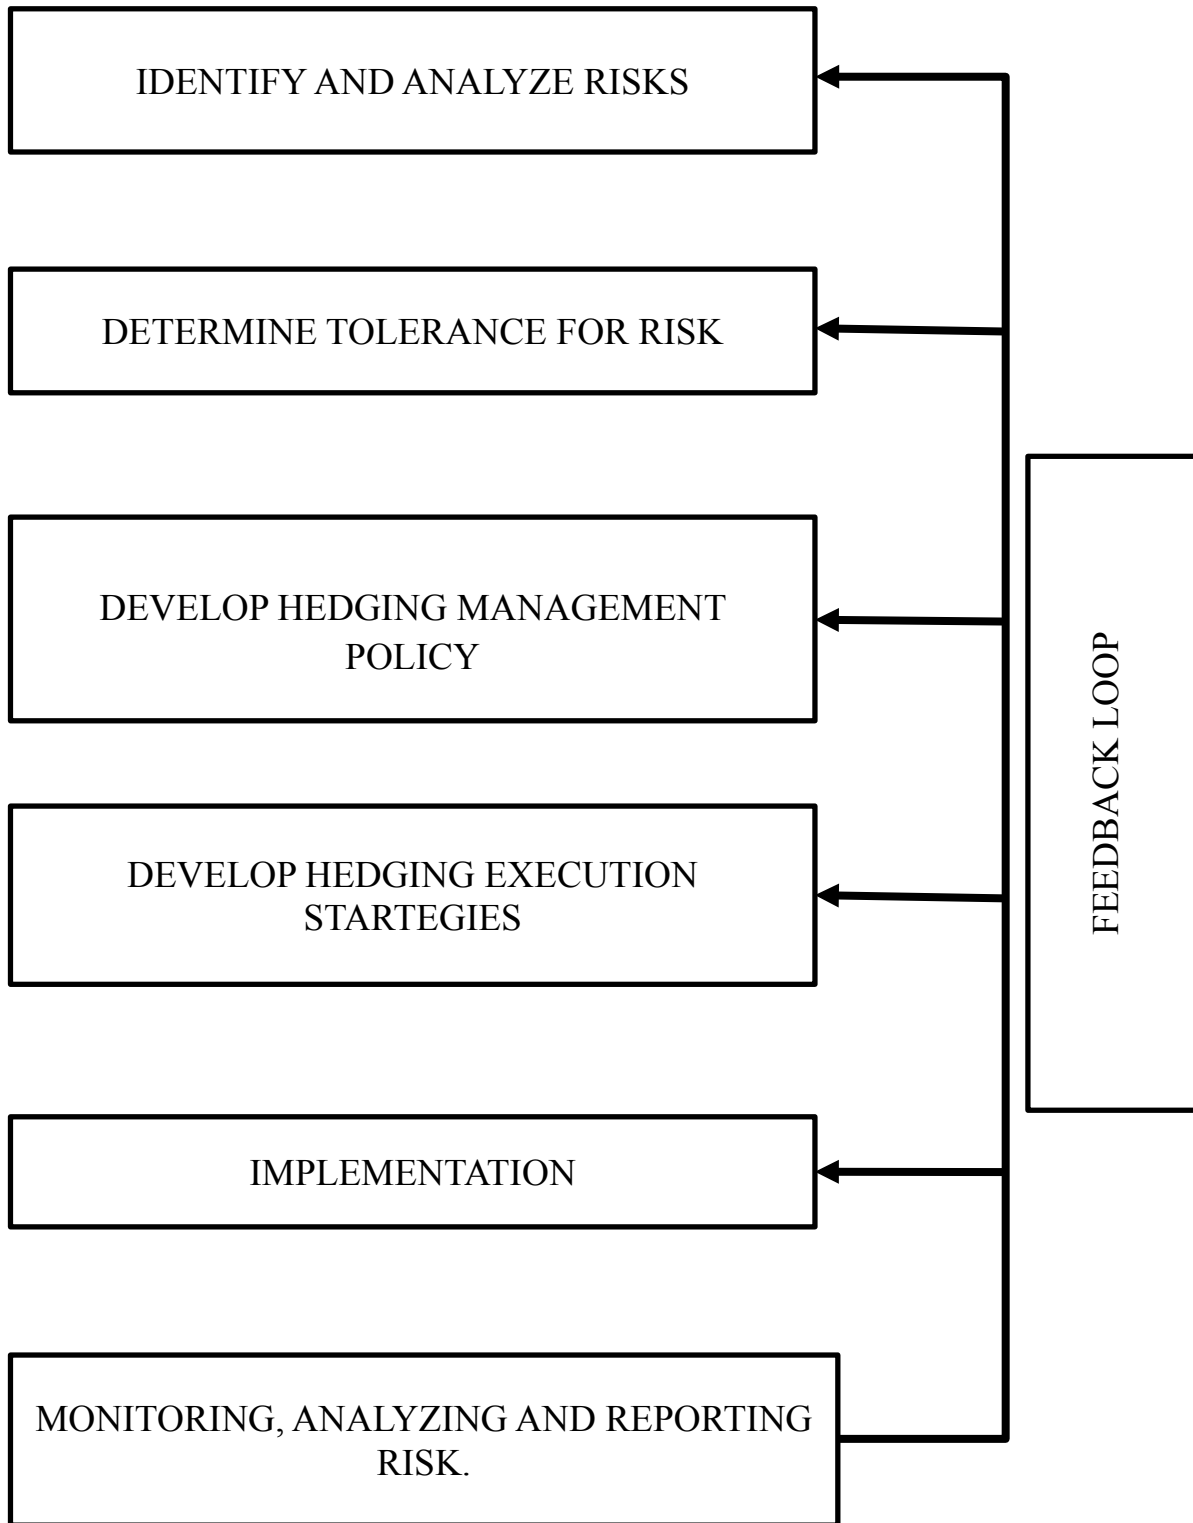 IDENTIFY AND ANALYZE RISKS
DETERMINE TOLERANCE FOR RISK
DEVELOP HEDGING MANAGEMENT
POLICY
DEVELOP HEDGING EXECUTION
STARTEGIES
IMPLEMENTATION
MONITORING, ANALYZING AND REPORTING
RISK.
FEEDBACK LOOP